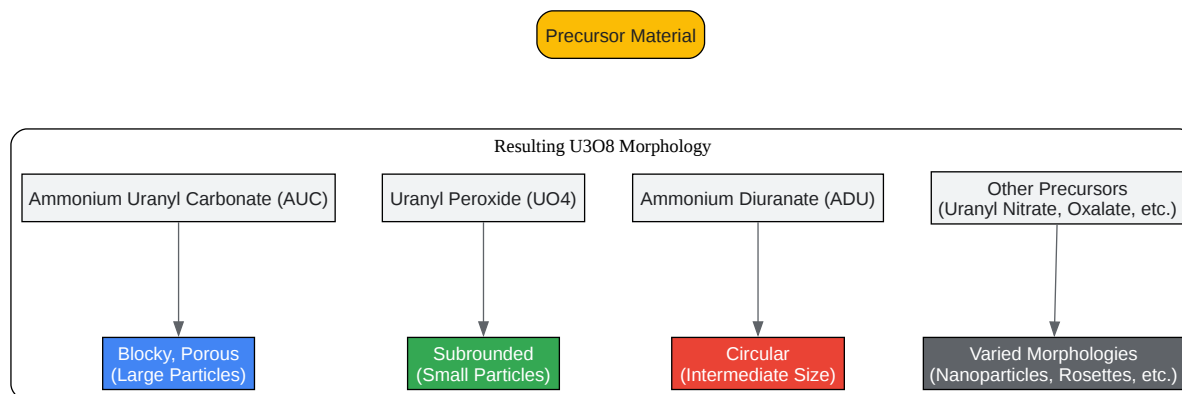 Precursor Material
Resulting U3O8 Morphology
Ammonium Uranyl Carbonate (AUC)
Uranyl Peroxide (UO4)
Ammonium Diuranate (ADU)
Other Precursors
(Uranyl Nitrate, Oxalate, etc.)
Blocky, Porous
(Large Particles)
Subrounded
(Small Particles)
Circular
(Intermediate Size)
Varied Morphologies
(Nanoparticles, Rosettes, etc.)